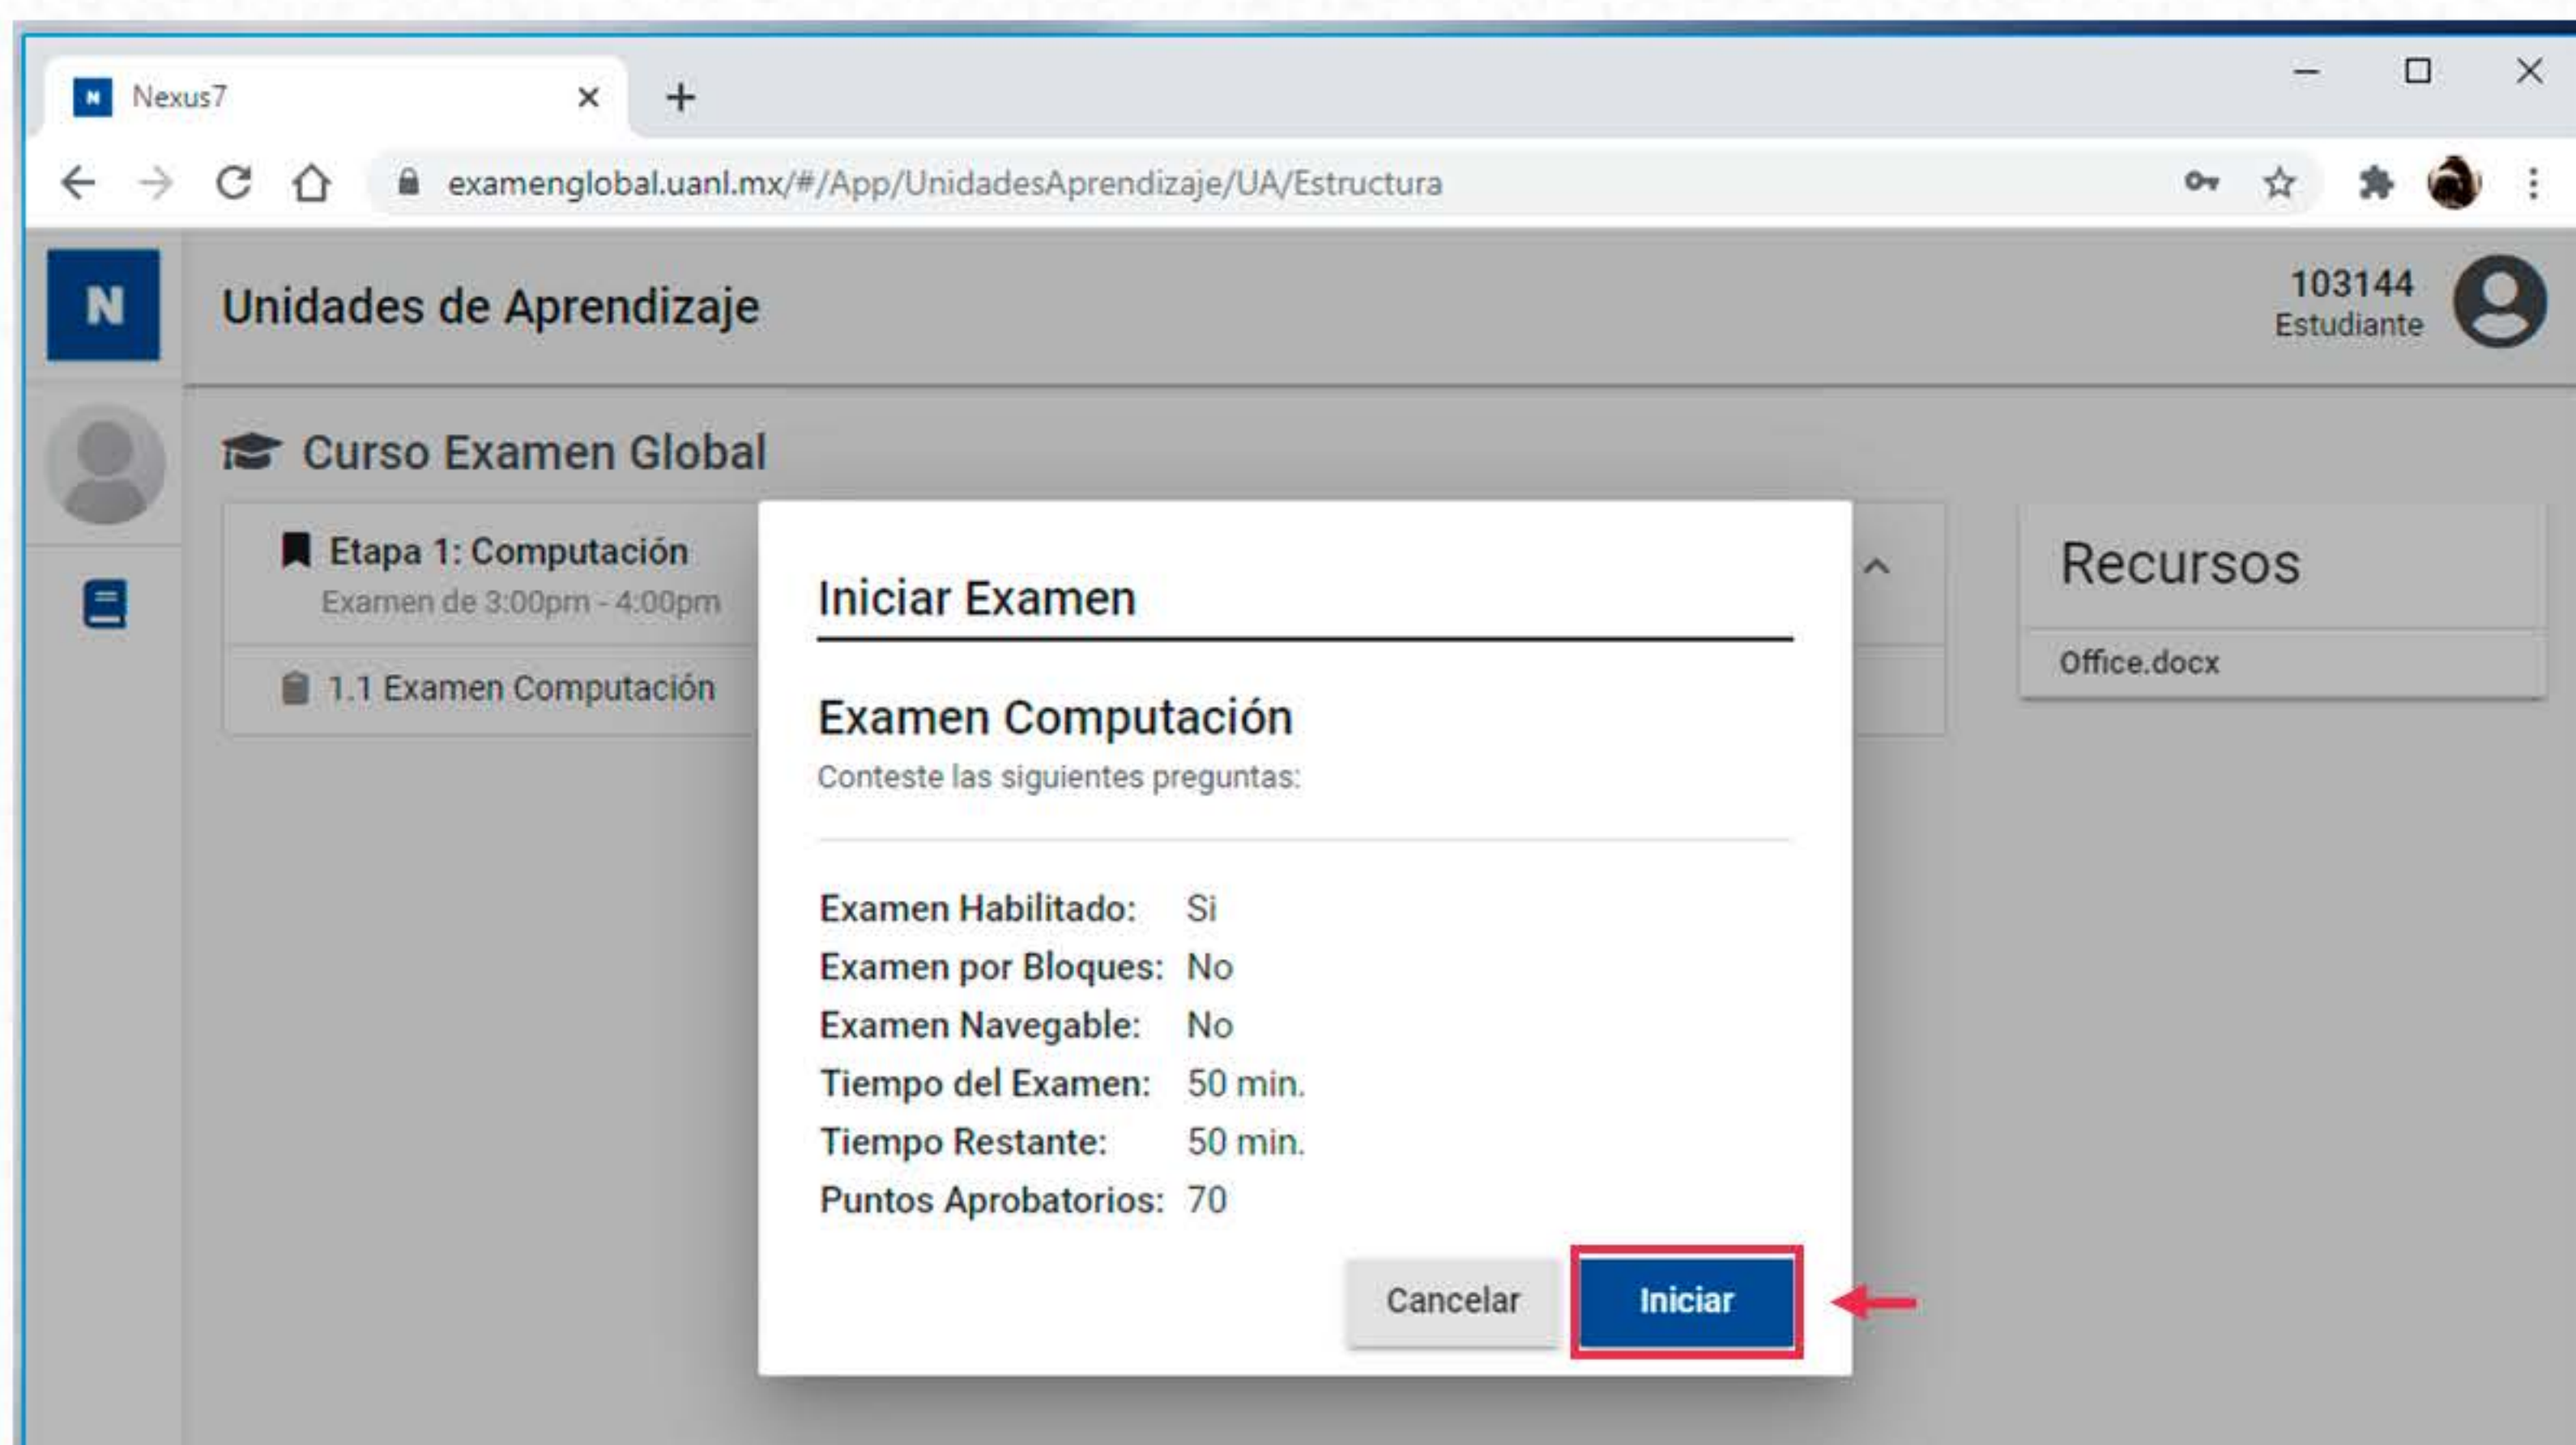 Nexus7
examenglobal.uanl.mx/#/App/UnidadesAprendizaje/UA/Estructura
N
Unidades de Aprendizaje
103144
Estudiante
Curso Examen Global
Etapa 1: Computación
Examen de 3:00pm - 4:00pm
1.1 Examen Computación
Iniciar Examen
Examen Computación
Conteste las siguientes preguntas:
Examen Habilitado: Si
Examen por Bloques: No
Examen Navegable: No
Tiempo del Examen: 50 min.
Tiempo Restante: 50 min.
Puntos Aprobatorios: 70
Cancelar
Iniciar
Recursos
Office.docx